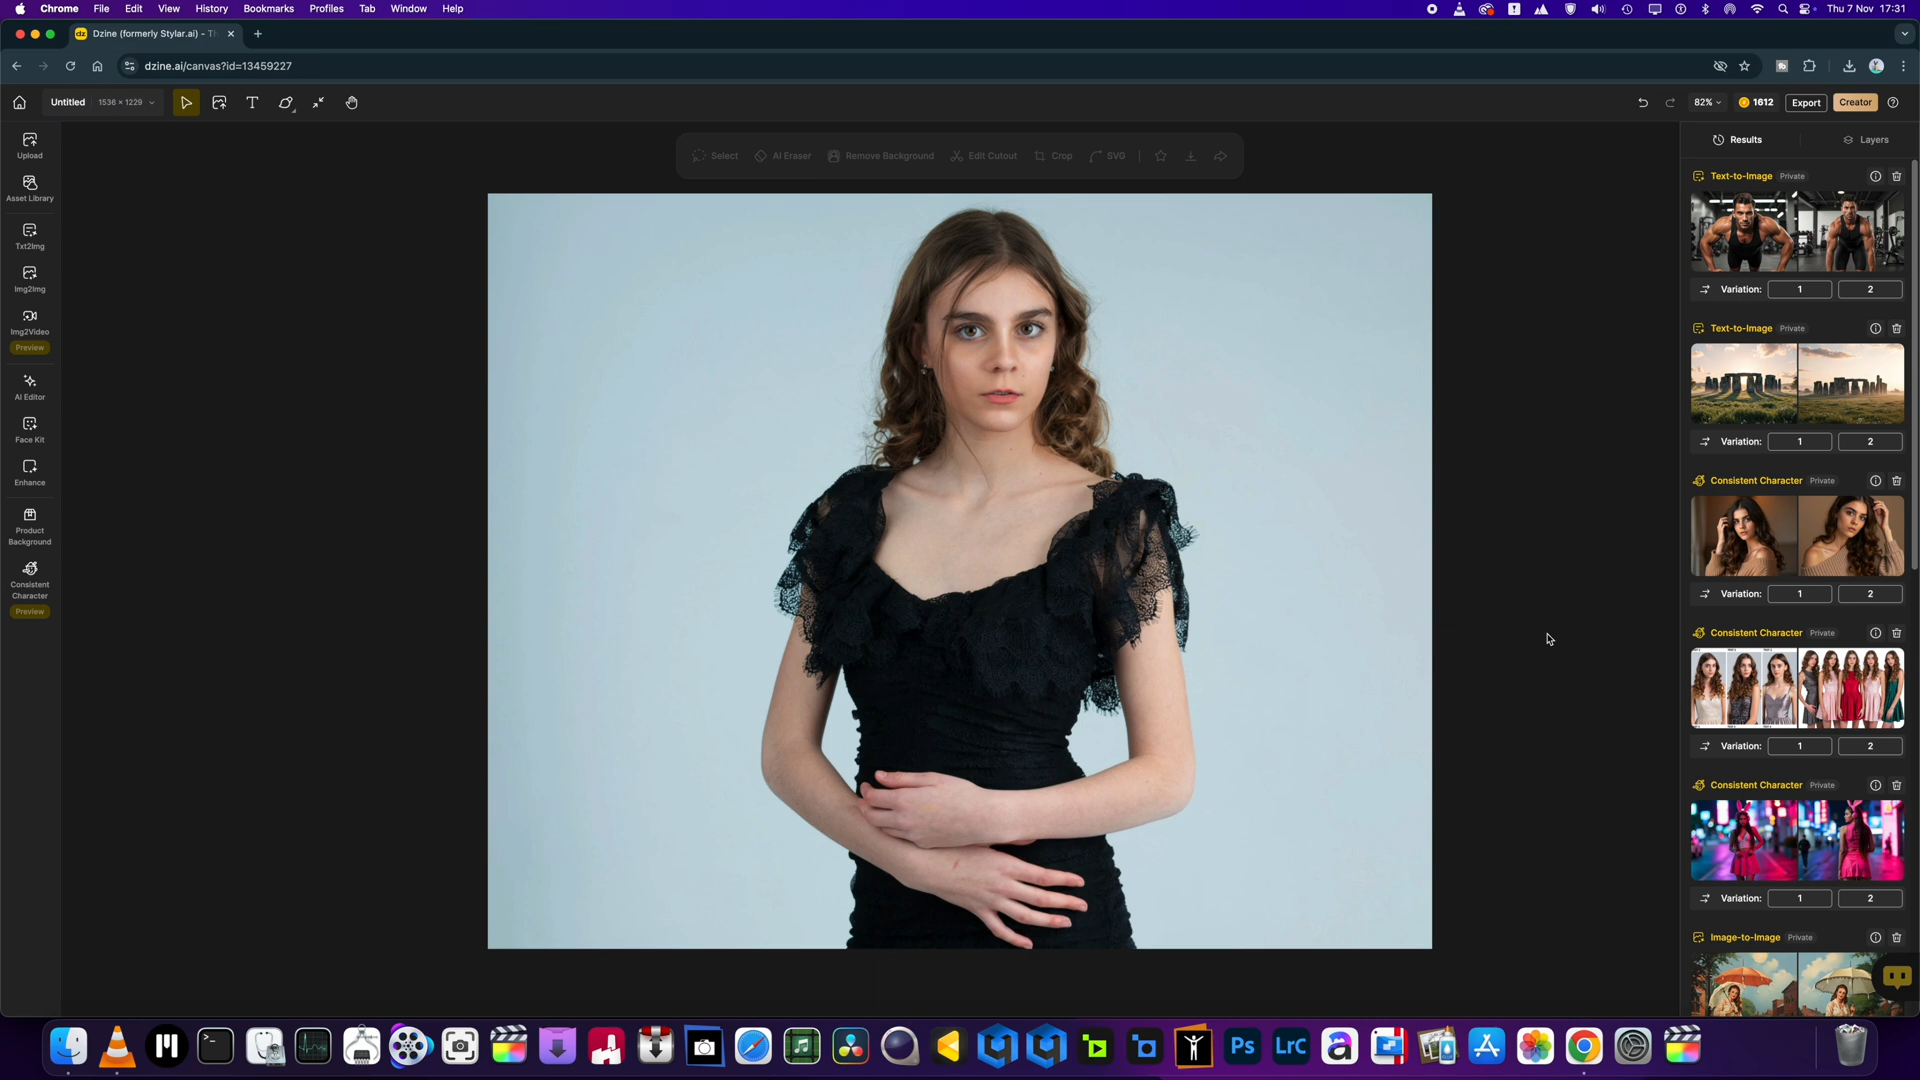 Chrome File Edit View History Bookmarks Profiles Tab Window Help
Thu 7 Nov 17:31
Dzine (formerly Stylar.ai) - Th
dzine.ai/canvas?id=13459227
Untitled 1536 × 1229
T
82% 1612 Export Creator
Upload
Asset Library
Txt2Img
Img2Img
Img2Video
Preview
AI Editor
Face Kit
Enhance
Product
Background
Consistent
Character
Preview
Select AI Eraser Remove Background Edit Cutout Crop SVG
Results Layers
Text-to-Image Private
Variation: 1 2
Text-to-Image Private
Variation: 1 2
Consistent Character Private
Variation: 1 2
Consistent Character Private
Variation: 1 2
Consistent Character Private
Variation: 1 2
Image-to-Image Private
Ps
LrC